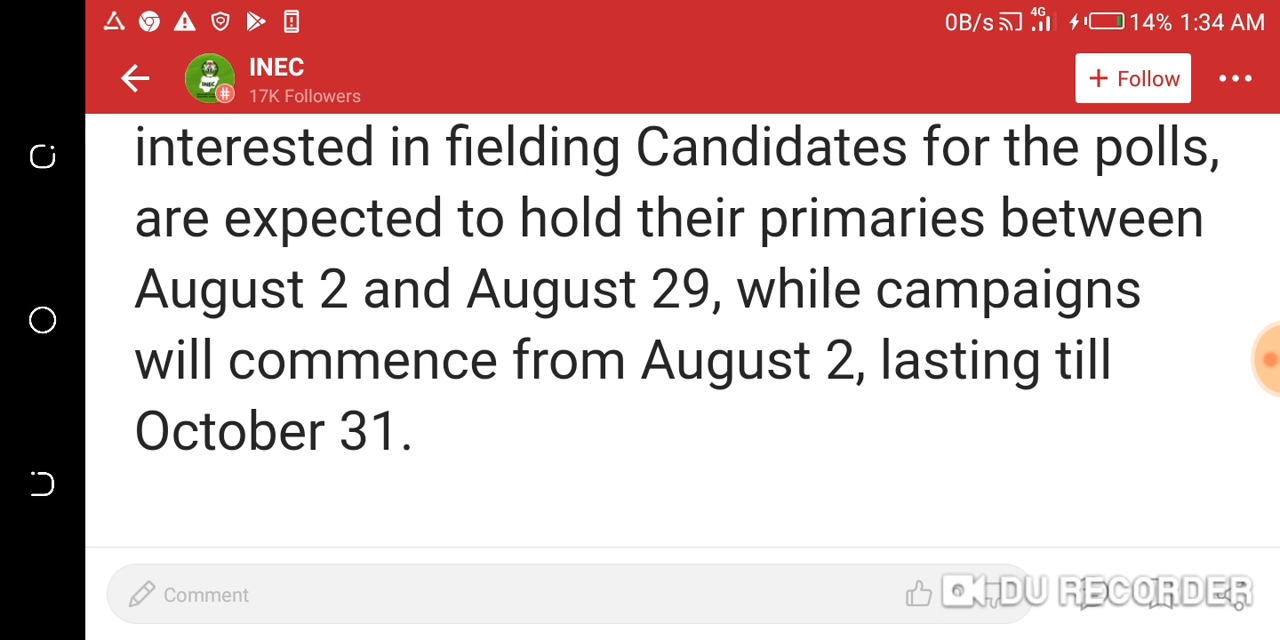 0B/s 4G 14% 1:34 AM
INEC
17K Followers
+ Follow
interested in fielding Candidates for the polls,
are expected to hold their primaries between
August 2 and August 29, while campaigns
will commence from August 2, lasting till
October 31.
Comment
DU RECORDER